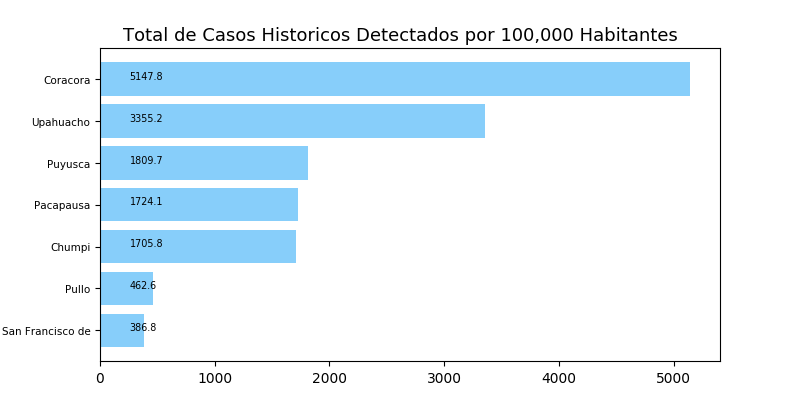 Total de Casos Historicos Detectados por 100,000 Habitantes
Coracora 5147.8
Upahuacho 3355.2
Puyusca 1809.7
Pacapausa 1724.1
Chumpi 1705.8
Pullo 462.6
San Francisco de 386.8
0 1000 2000 3000 4000 5000